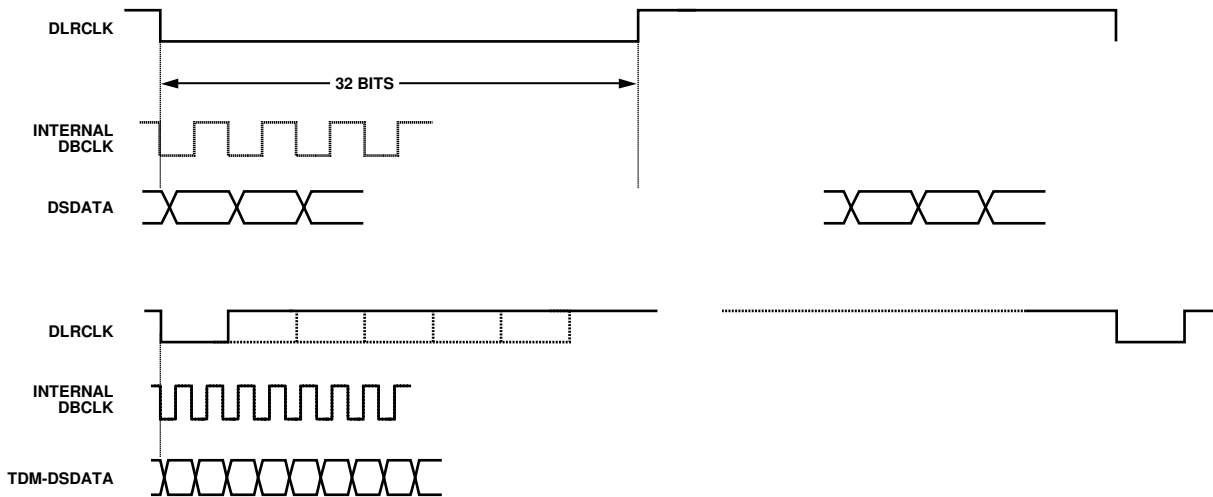 DLRCLK
32 BITS
INTERNAL
DBCLK
DSDATA
DLRCLK
INTERNAL
DBCLK
TDM-DSDATA